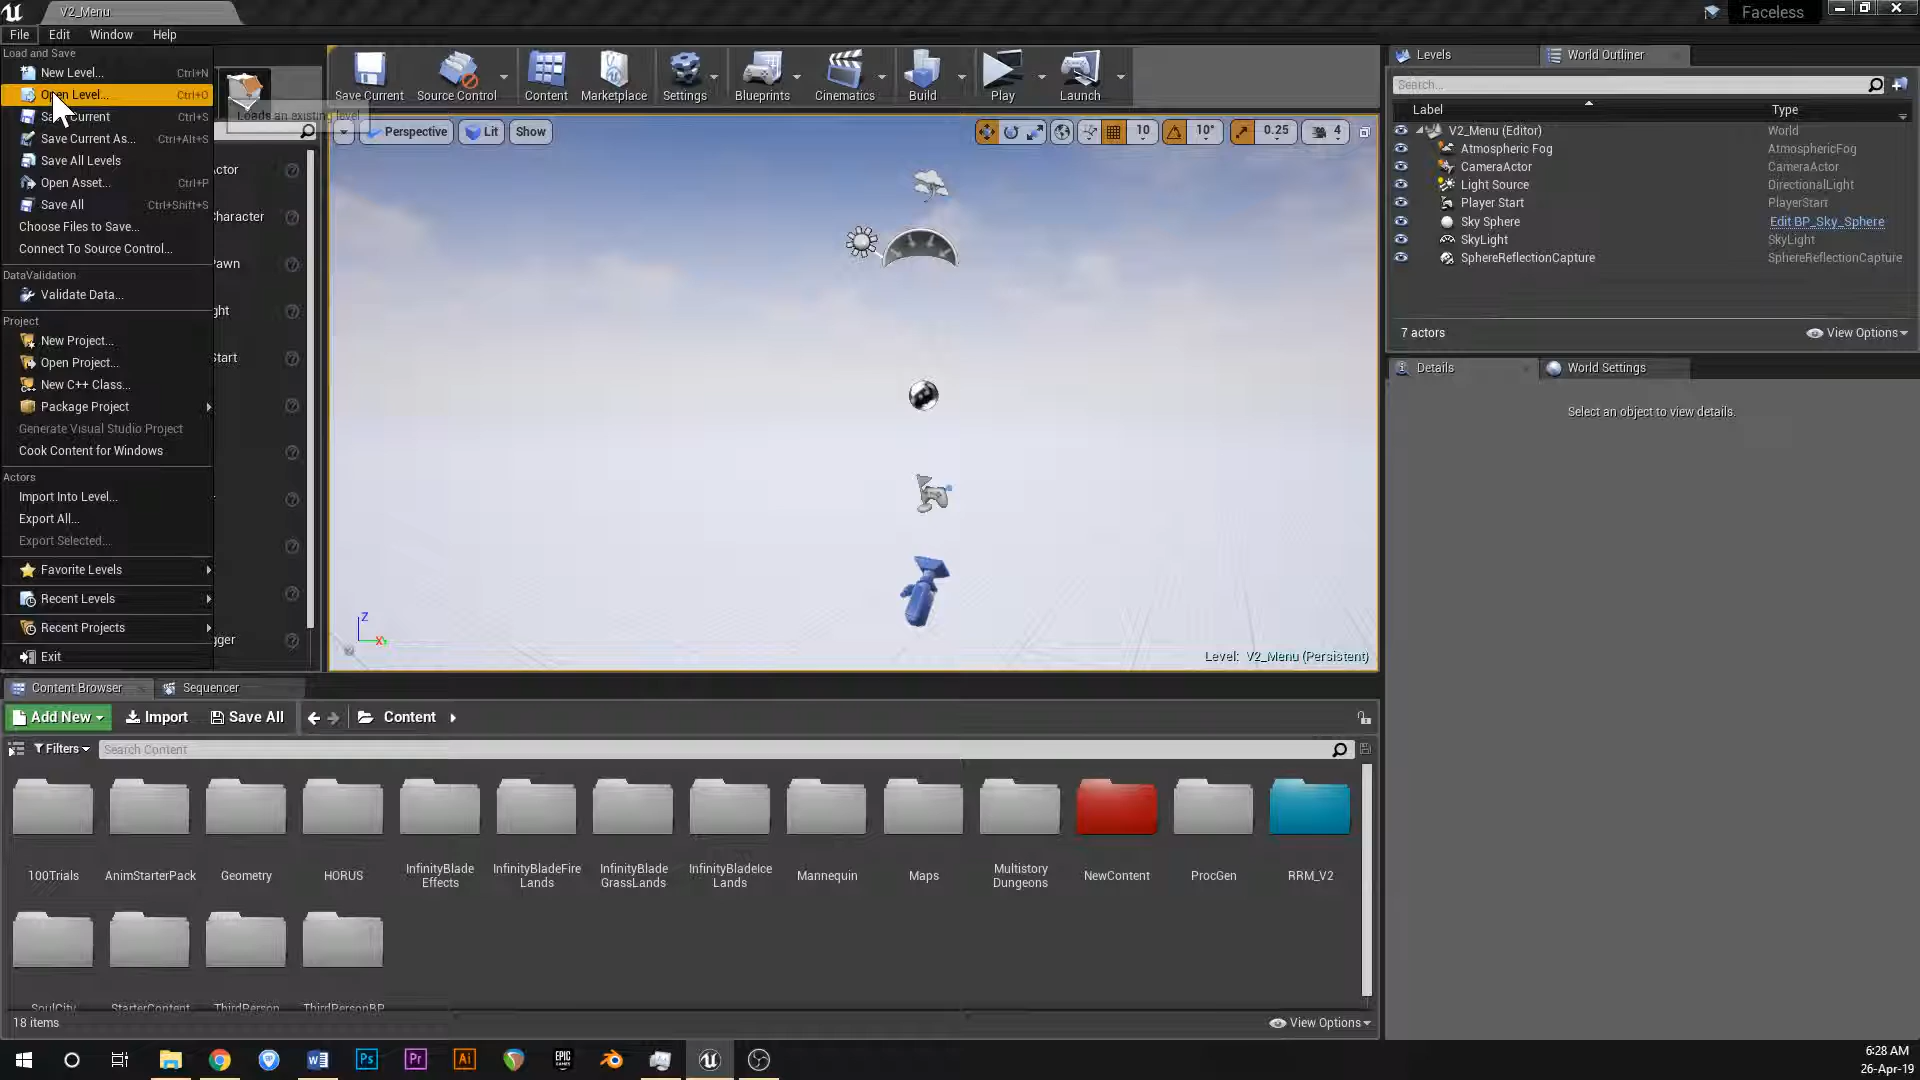 V2_Menu
Faceless
File Edit Window Help
Load and Save
New Level... Ctrl+N
Open Level... Ctrl+O
Loads an existing level
Current Ctrl+S
Save Current As... Ctrl+Alt+S
Save All Levels
Open Asset... Ctrl+P
Save All Ctrl+Shift+S
Choose Files to Save...
Connect To Source Control...
DataValidation
Validate Data...
Project
New Project...
Open Project...
New C++ Class...
Package Project
Generate Visual Studio Project
Cook Content for Windows
Actors
Import Into Level...
Export All...
Export Selected...
Favorite Levels
Recent Levels
Recent Projects
Exit
Save Current Source Control Content Marketplace Settings Blueprints Cinematics Build Play Launch
Perspective Lit Show 10 10° 0.25 4
Z
X
Level: V2_Menu (Persistent)
Levels World Outliner
Search...
Label Type
V2_Menu (Editor) World
Atmospheric Fog AtmosphericFog
CameraActor CameraActor
Light Source DirectionalLight
Player Start PlayerStart
Sky Sphere Edit BP_Sky_Sphere
SkyLight SkyLight
SphereReflectionCapture SphereReflectionCapture
7 actors View Options
Details World Settings
Select an object to view details.
Content Browser Sequencer
Add New Import Save All Content
Filters Search Content
100Trials AnimStarterPack Geometry HORUS InfinityBlade Effects InfinityBladeFire Lands InfinityBlade GrassLands InfinityBladeIce Lands Mannequin Maps Multistory Dungeons NewContent ProcGen RRM_V2
SoulCity StarterContent ThirdPerson ThirdPersonBP
18 items View Options
Ps Pr Ai EPIC GAMES
6:28 AM
26-Apr-19